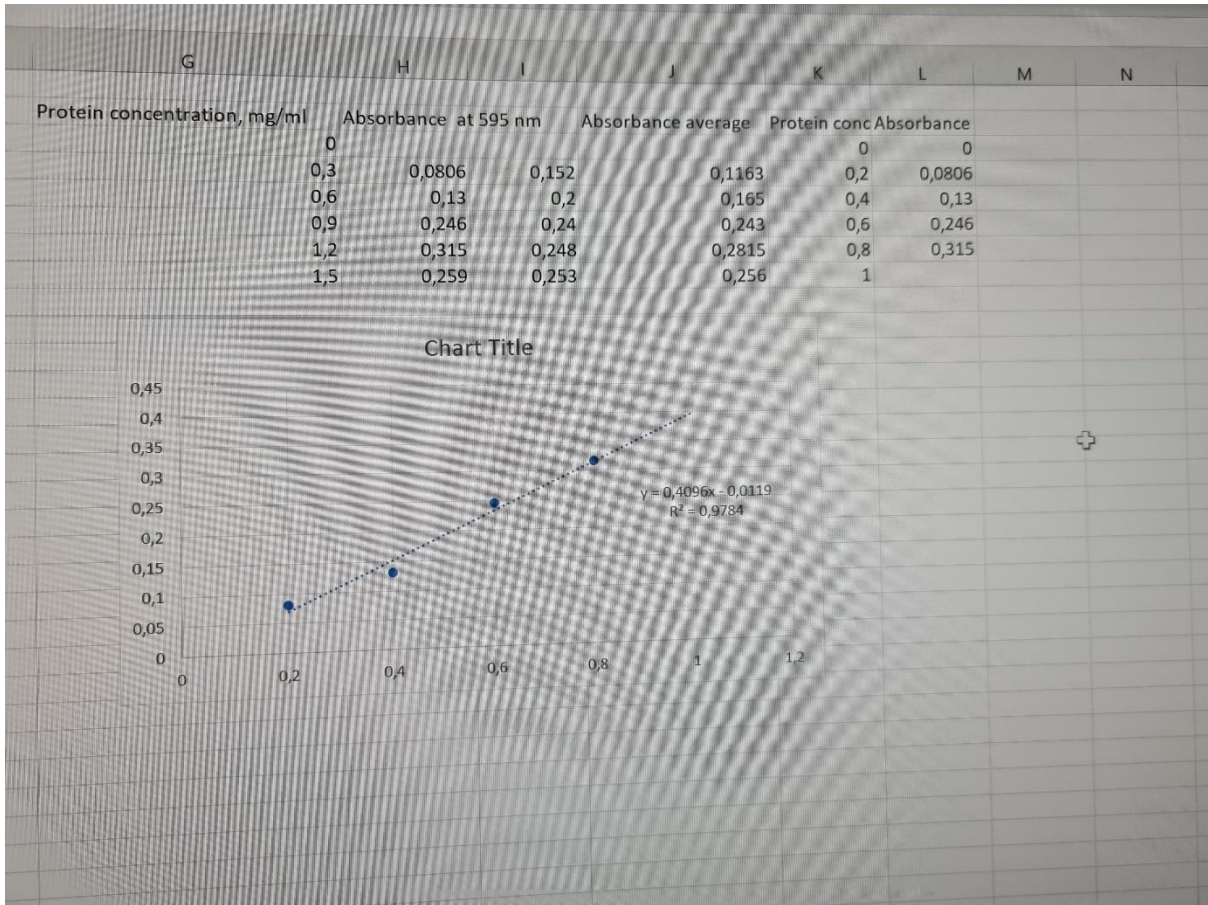 G H I J K L M N
Protein concentration, mg/ml Absorbance at 595 nm Absorbance average Protein conc Absorbance
0 0 0
0,3 0,0806 0,152 0,1163 0,2 0,0806
0,6 0,13 0,2 0,165 0,4 0,13
0,9 0,246 0,24 0,243 0,6 0,246
1,2 0,315 0,248 0,2815 0,8 0,315
1,5 0,259 0,253 0,256 1
Chart Title
0,45
0,4
0,35
0,3
0,25
0,2
0,15
0,1
0,05
0
y = 0,4096x - 0,0119
R² = 0,9784
0 0,2 0,4 0,6 0,8 1 1,2